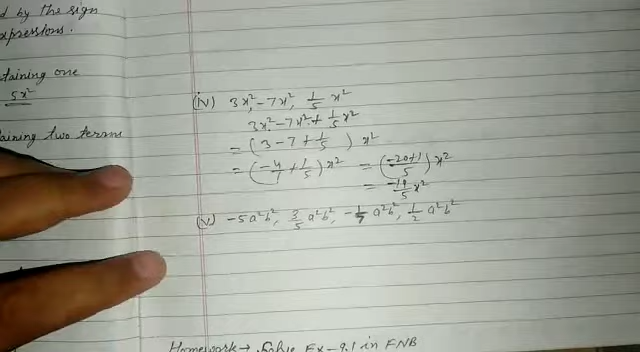 d by the sign
expressions.
taining one
5x²
aining two terms
(iv) 3x², -7x², 1/5 x²
3x² - 7x² + 1/5 x²
= (3 - 7 + 1/5) x²
= (-4/1 + 1/5) x² = (-20+1/5) x²
= -19/5 x²
(v) -5a²b², 3/5 a²b², -1/7 a²b², 1/2 a²b²
Homework → Solve Ex - 9.1 in FNB